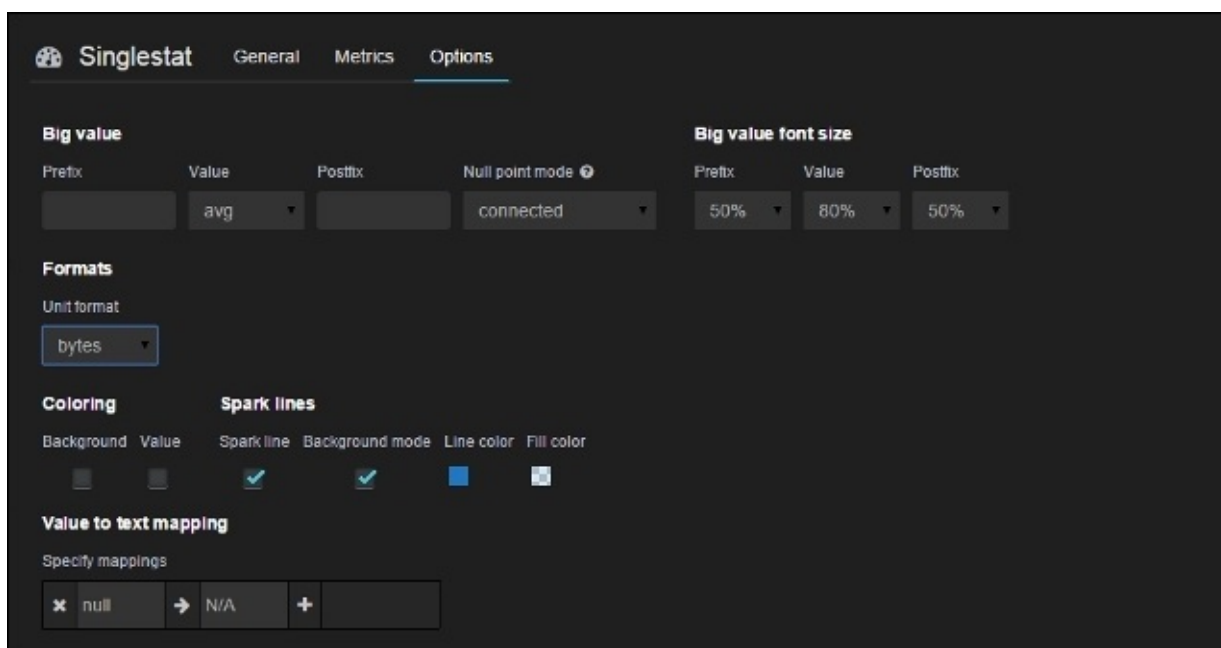 Singlestat General Metrics Options
Big value Big value font size
Prefix Value Postfix Null point mode Prefix Value Postfix
avg connected 50% 80% 50%
Formats
Unit format
bytes
Coloring Spark lines
Background Value Spark line Background mode Line color Fill color
Value to text mapping
Specify mappings
null N/A